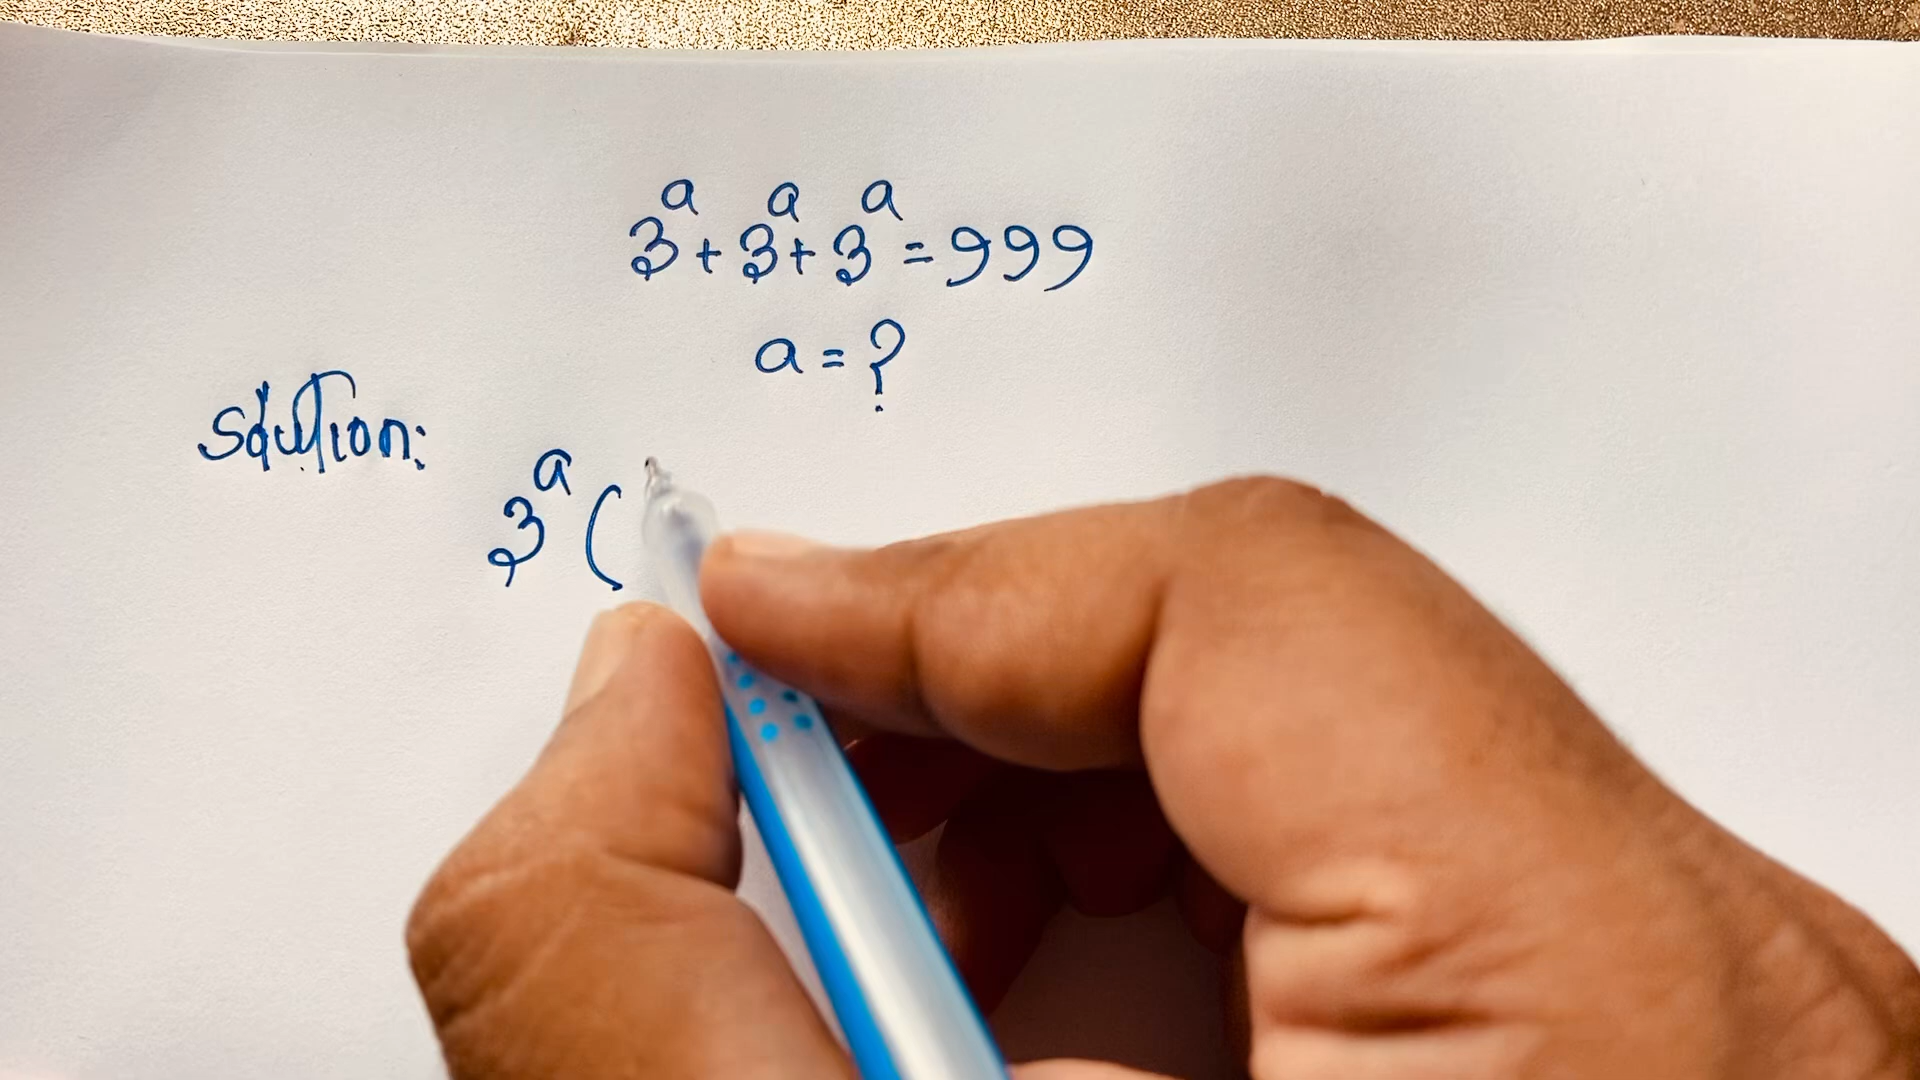 3^a + 3^a + 3^a = 999
a = ?
Solution:
3^a (